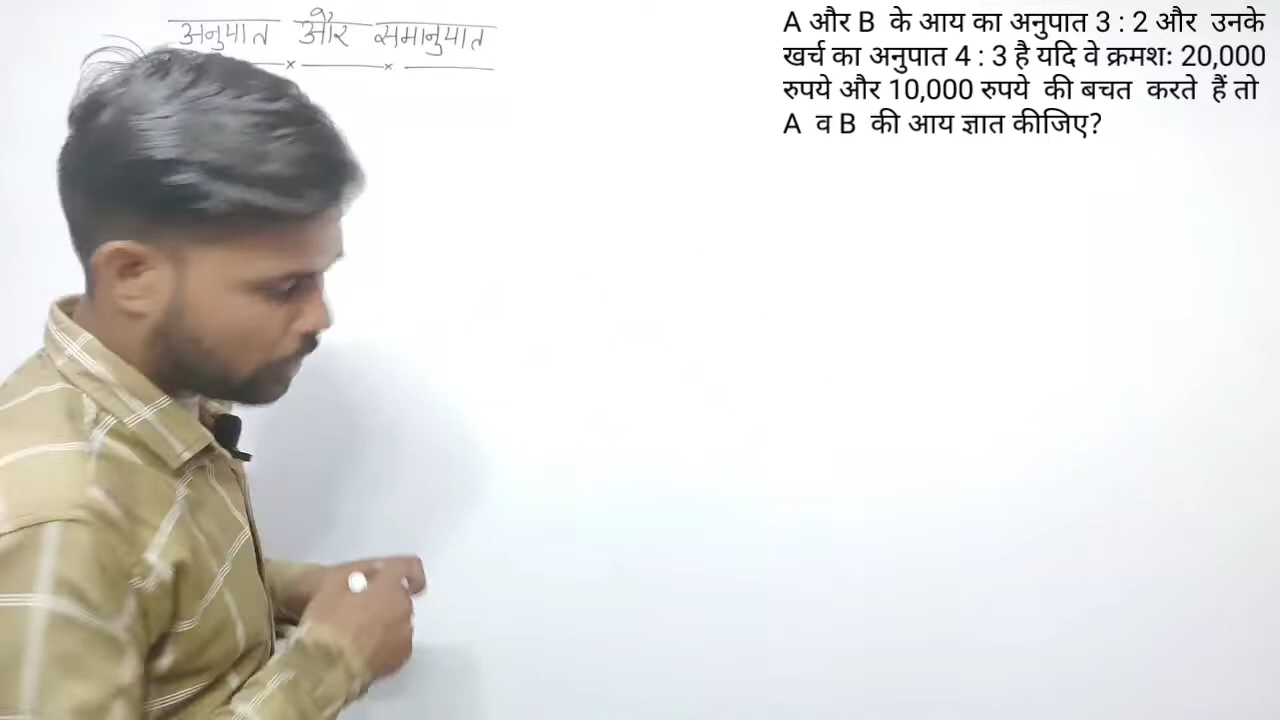 अनुपात और समानुपात
A और B के आय का अनुपात 3 : 2 और उनके
खर्च का अनुपात 4 : 3 है यदि वे क्रमशः 20,000
रुपये और 10,000 रुपये की बचत करते हैं तो
A व B की आय ज्ञात कीजिए?